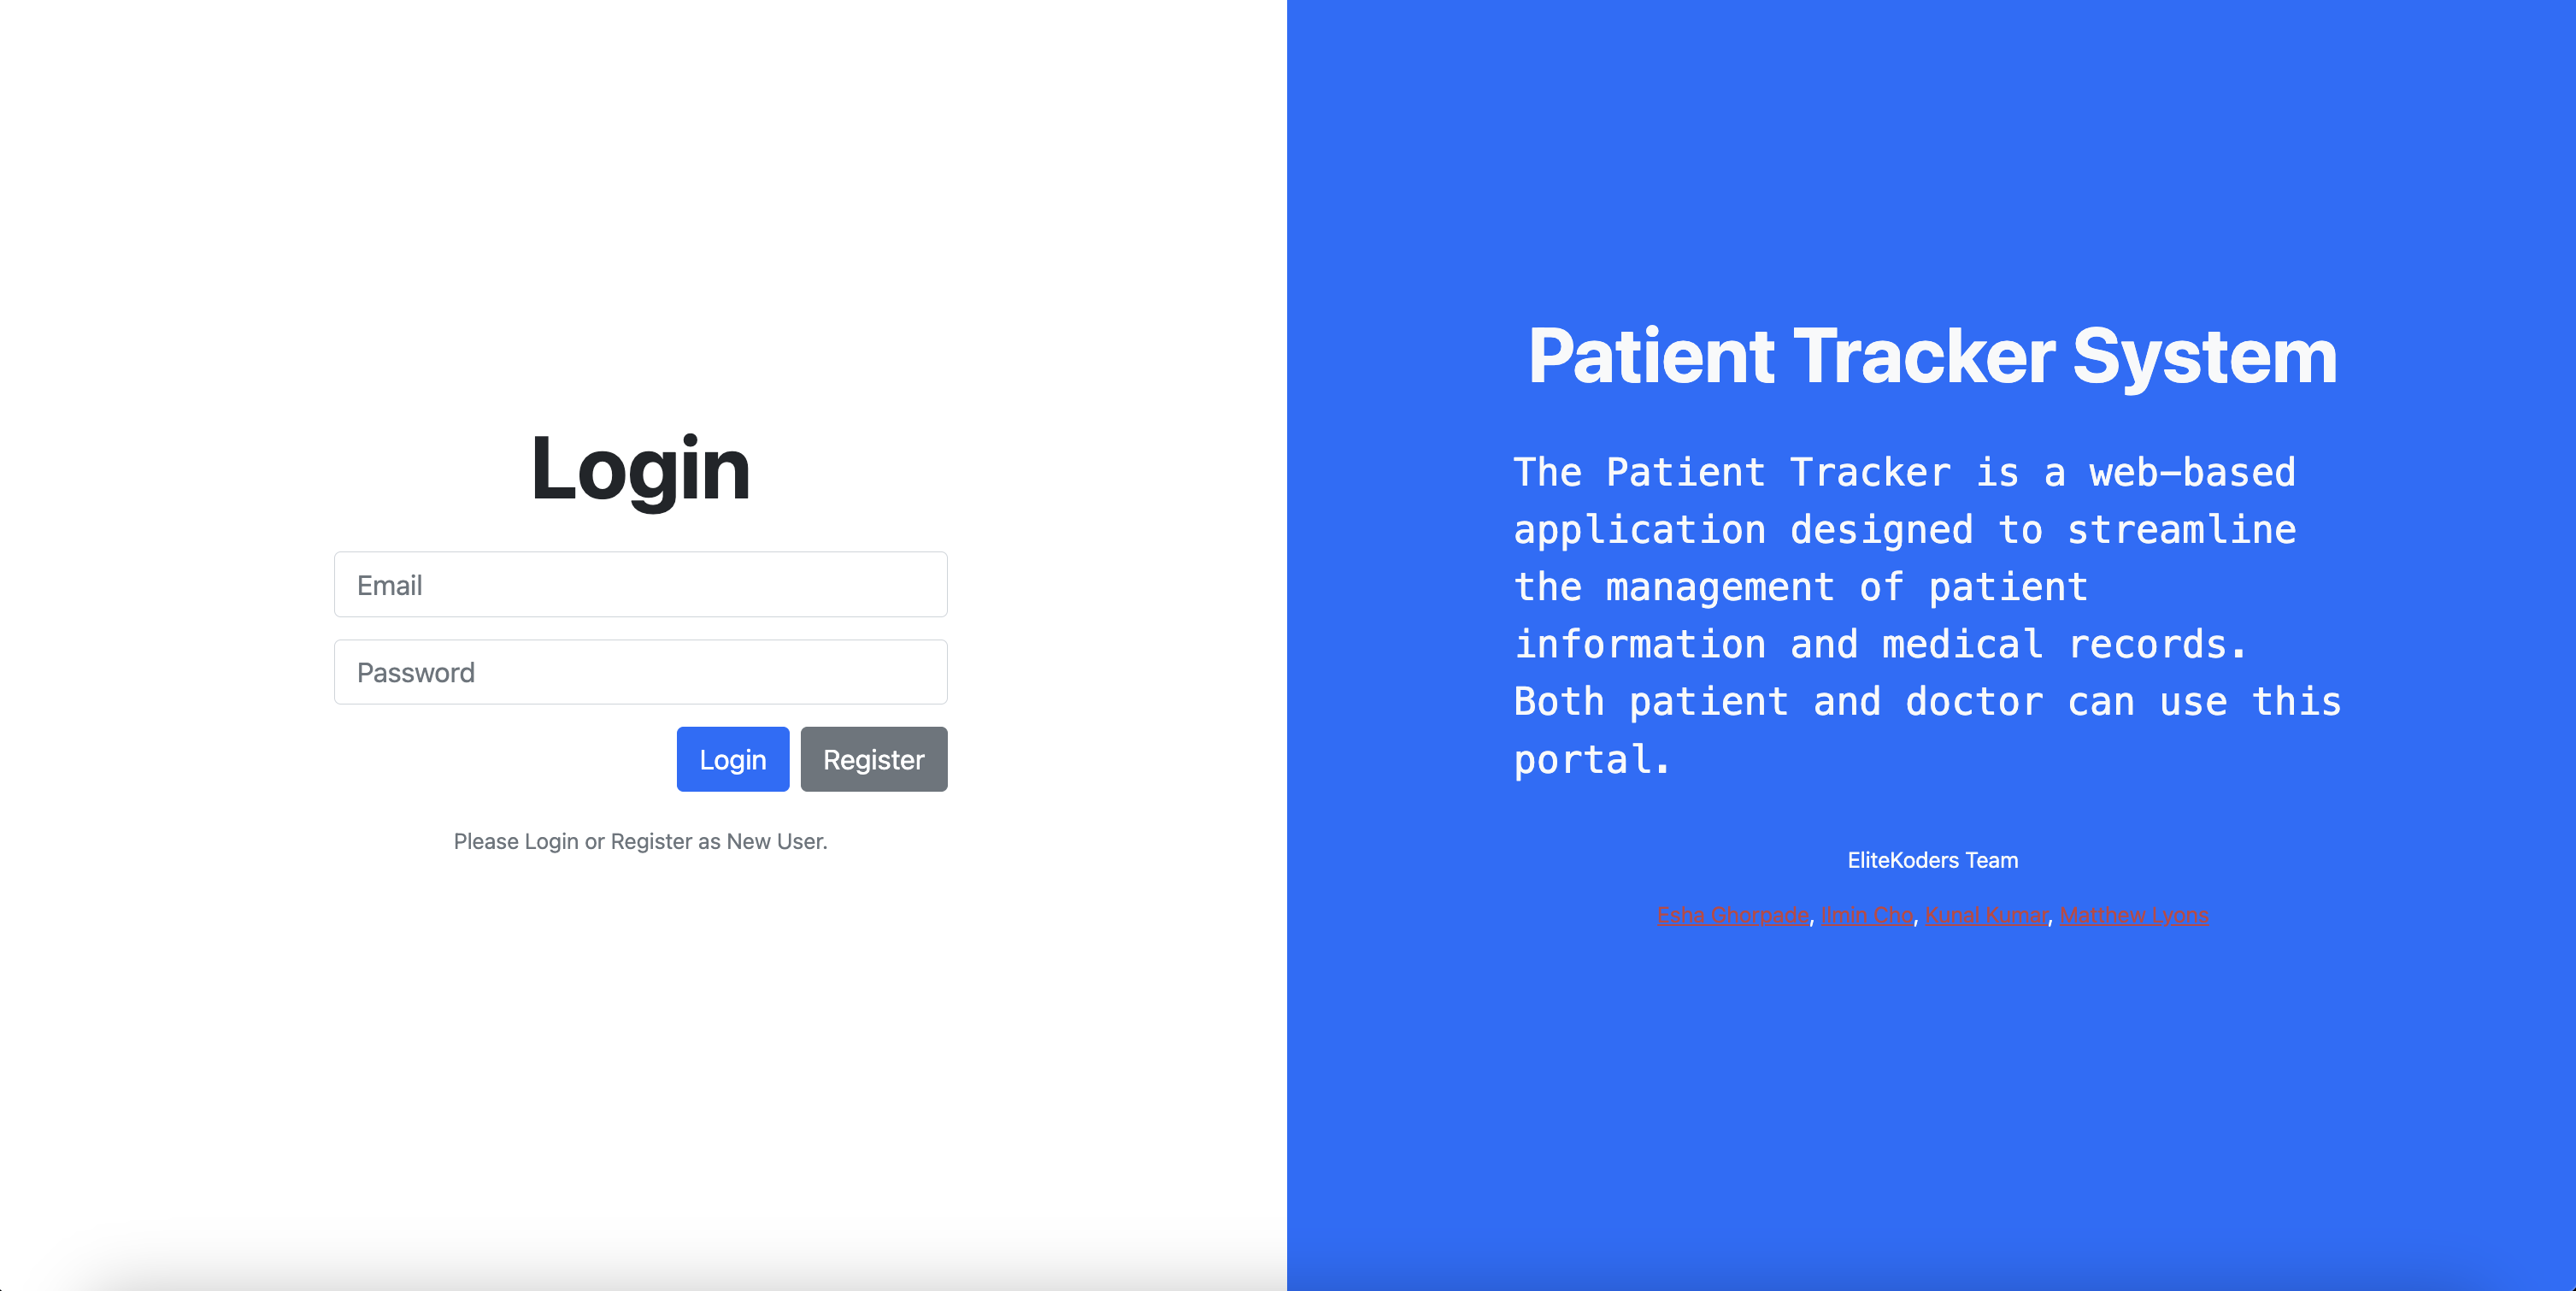 Login
Email
Password
Login Register
Please Login or Register as New User.
Patient Tracker System
The Patient Tracker is a web-based
application designed to streamline
the management of patient
information and medical records.
Both patient and doctor can use this
portal.
EliteKoders Team
Esha Ghorpade, Ilmin Cho, Kunal Kumar, Matthew Lyons